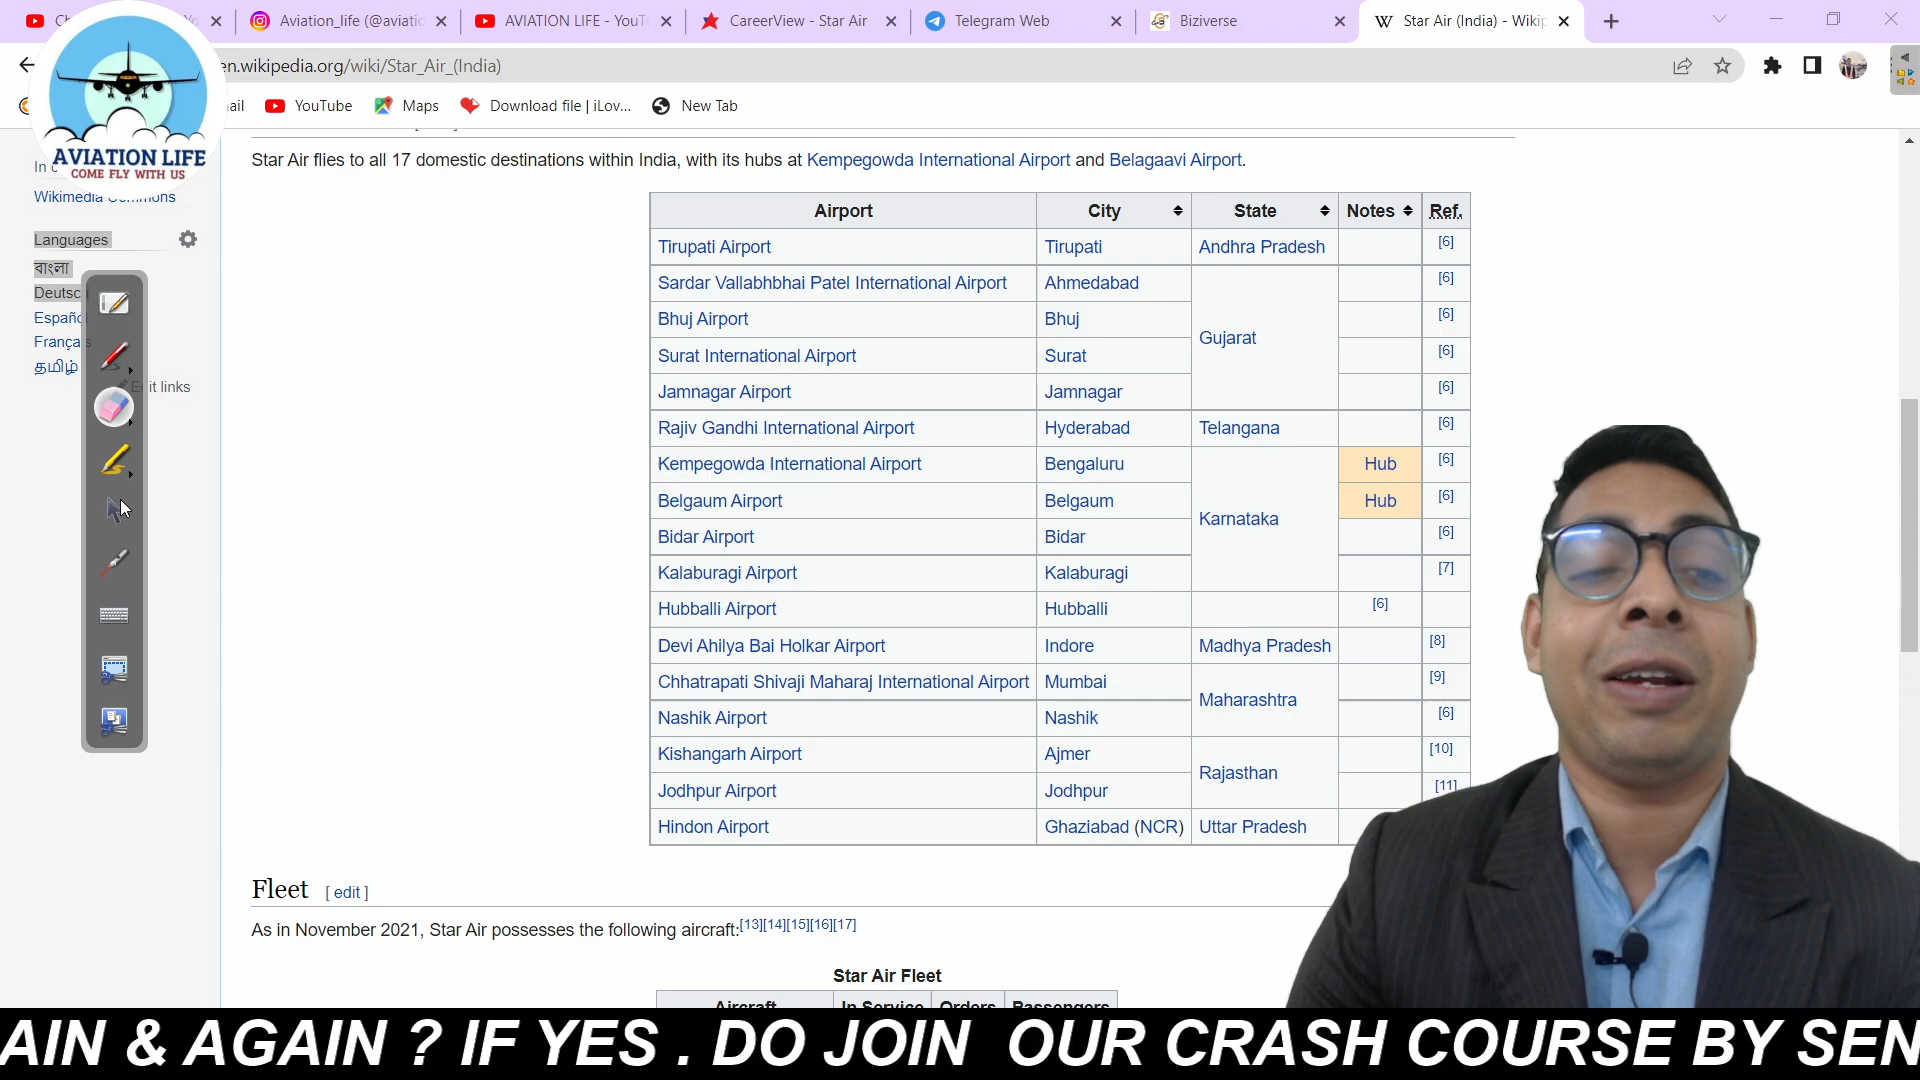 Aviation_life (@aviatic
AVIATION LIFE - YouT
CareerView - Star Air
Telegram Web
Biziverse
Star Air (India) - Wikip
en.wikipedia.org/wiki/Star_Air_(India)
YouTube
Maps
Download file | iLov...
New Tab
AVIATION LIFE
COME FLY WITH US
Wikimedia Commons
Languages
বাংলা
Deutsc
Españo
Françai
தமிழ்
Edit links
Star Air flies to all 17 domestic destinations within India, with its hubs at Kempegowda International Airport and Belagaavi Airport.
Airport City State Notes Ref.
Tirupati Airport Tirupati Andhra Pradesh [6]
Sardar Vallabhbhai Patel International Airport Ahmedabad [6]
Bhuj Airport Bhuj [6]
Gujarat
Surat International Airport Surat [6]
Jamnagar Airport Jamnagar [6]
Rajiv Gandhi International Airport Hyderabad Telangana [6]
Kempegowda International Airport Bengaluru Hub [6]
Belgaum Airport Belgaum Hub [6]
Karnataka
Bidar Airport Bidar [6]
Kalaburagi Airport Kalaburagi [7]
Hubballi Airport Hubballi [6]
Devi Ahilya Bai Holkar Airport Indore Madhya Pradesh [8]
Chhatrapati Shivaji Maharaj International Airport Mumbai [9]
Maharashtra
Nashik Airport Nashik [6]
Kishangarh Airport Ajmer [10]
Rajasthan
Jodhpur Airport Jodhpur [11]
Hindon Airport Ghaziabad (NCR) Uttar Pradesh
Fleet [ edit ]
As in November 2021, Star Air possesses the following aircraft:[13][14][15][16][17]
Star Air Fleet
Aircraft In Service Orders Passengers
AIN & AGAIN ? IF YES . DO JOIN OUR CRASH COURSE BY SEN